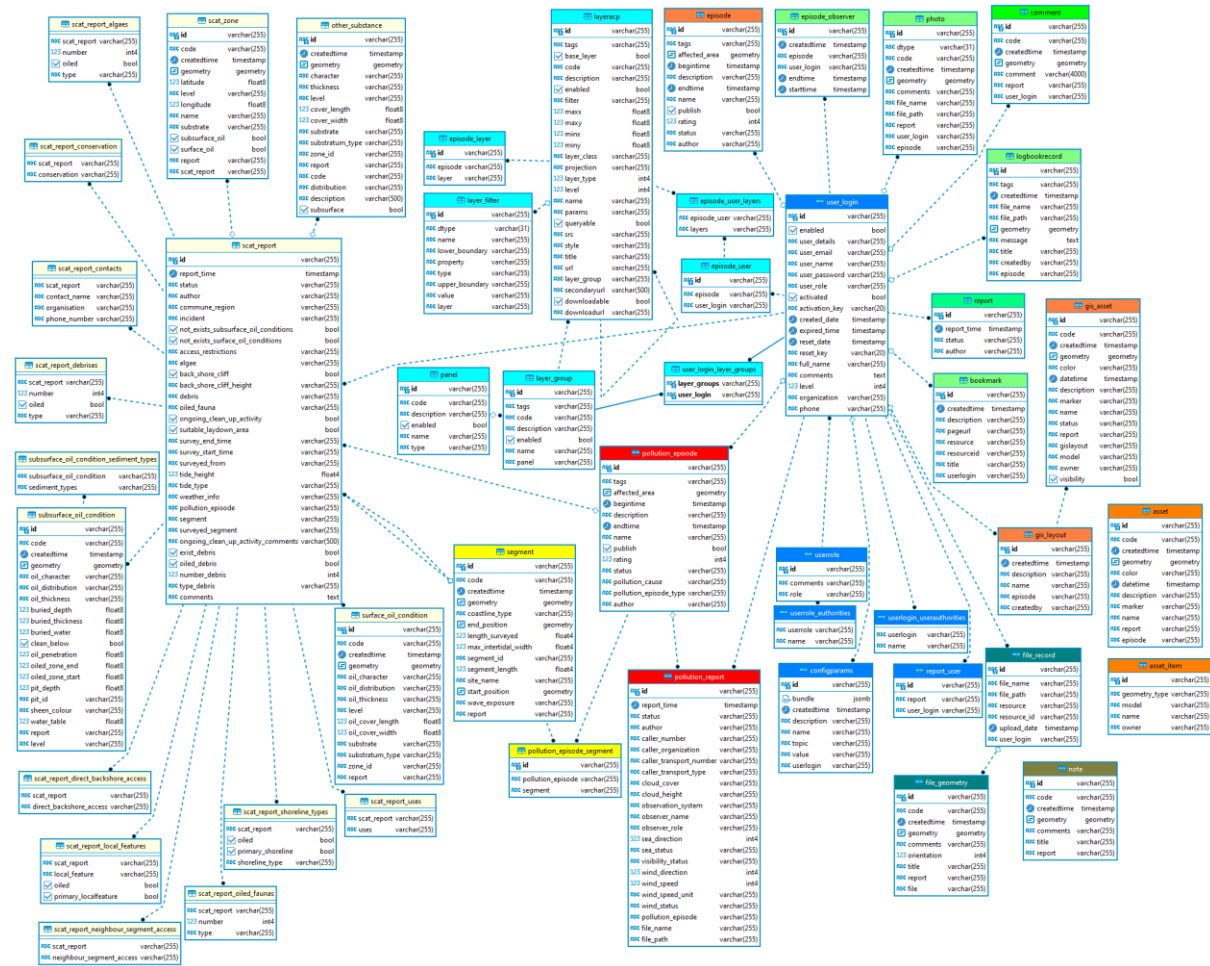 scat_report_algaes
scat_report varchar(255)
number int4
oiled bool
type varchar(255)
scat_zone
id varchar(255)
code varchar(255)
createdtime timestamp
geometry geometry
latitude float8
level varchar(255)
longitude float8
name varchar(255)
substrate varchar(255)
subsurface_oil bool
surface_oil bool
report varchar(255)
scat_report varchar(255)
other_substance
id varchar(255)
createdtime timestamp
geometry geometry
character varchar(255)
thickness varchar(255)
level varchar(255)
cover_length float8
cover_width float8
substrate varchar(255)
substratum_type varchar(255)
zone_id varchar(255)
report varchar(255)
code varchar(255)
distribution varchar(255)
description varchar(500)
subsurface bool
layeracp
id varchar(255)
tags varchar(255)
base_layer bool
code varchar(255)
description varchar(255)
enabled bool
filter varchar(255)
maxx float8
maxy float8
minx float8
miny float8
layer_class varchar(255)
projection varchar(255)
layer_type int4
level int4
name varchar(255)
params varchar(255)
queryable bool
srs varchar(255)
style varchar(255)
title varchar(255)
url varchar(255)
layer_group varchar(255)
secondaryurl varchar(500)
downloadable bool
downloadurl varchar(255)
episode
id varchar(255)
tags varchar(255)
affected_area geometry
begintime timestamp
description varchar(255)
endtime timestamp
name varchar(255)
publish bool
rating int4
status varchar(255)
author varchar(255)
episode_observer
id varchar(255)
createdtime timestamp
episode varchar(255)
user_login varchar(255)
endtime timestamp
starttime timestamp
photo
id varchar(255)
dtype varchar(31)
code varchar(255)
createdtime timestamp
geometry geometry
comments varchar(255)
file_name varchar(255)
file_path varchar(255)
report varchar(255)
user_login varchar(255)
episode varchar(255)
comment
id varchar(255)
code varchar(255)
createdtime timestamp
geometry geometry
comment varchar(4000)
report varchar(255)
user_login varchar(255)
scat_report_conservation
scat_report varchar(255)
conservation varchar(255)
episode_layer
id varchar(255)
episode varchar(255)
layer varchar(255)
layer_filter
id varchar(255)
dtype varchar(31)
name varchar(255)
lower_boundary varchar(255)
property varchar(255)
type varchar(255)
upper_boundary varchar(255)
value varchar(255)
layer varchar(255)
episode_user_layers
episode_user varchar(255)
layers varchar(255)
episode_user
id varchar(255)
episode varchar(255)
user_login varchar(255)
user_login
id varchar(255)
enabled bool
user_details varchar(255)
user_email varchar(255)
user_name varchar(255)
user_password varchar(255)
user_role varchar(255)
activated bool
activation_key varchar(20)
created_date timestamp
expired_time timestamp
reset_date timestamp
reset_key varchar(20)
full_name varchar(255)
comments text
level int4
organization varchar(255)
phone varchar(255)
logbookrecord
id varchar(255)
tags varchar(255)
createdtime timestamp
file_name varchar(255)
file_path varchar(255)
geometry geometry
message text
title varchar(255)
createdby varchar(255)
episode varchar(255)
scat_report
id varchar(255)
report_time timestamp
status varchar(255)
author varchar(255)
commune_region varchar(255)
incident varchar(255)
not_exists_subsurface_oil_conditions bool
not_exists_surface_oil_conditions bool
access_restrictions varchar(255)
algae varchar(255)
back_shore_cliff bool
back_shore_cliff_height varchar(255)
debris varchar(255)
oiled_fauna varchar(255)
ongoing_clean_up_activity bool
suitable_laydown_area bool
survey_end_time varchar(255)
survey_start_time varchar(255)
surveyed_from varchar(255)
tide_height float4
tide_type varchar(255)
weather_info varchar(255)
pollution_episode varchar(255)
segment varchar(255)
surveyed_segment varchar(255)
ongoing_clean_up_activity_comments varchar(500)
exist_debris bool
oiled_debris bool
number_debris int4
type_debris varchar(255)
comments text
scat_report_contacts
scat_report varchar(255)
contact_name varchar(255)
organisation varchar(255)
phone_number varchar(255)
report
id varchar(255)
report_time timestamp
status varchar(255)
author varchar(255)
gis_asset
id varchar(255)
code varchar(255)
createdtime timestamp
geometry geometry
color varchar(255)
datetime timestamp
description varchar(255)
marker varchar(255)
name varchar(255)
status varchar(255)
report varchar(255)
gislayout varchar(255)
model varchar(255)
owner varchar(255)
visibility bool
scat_report_debrises
scat_report varchar(255)
number int4
oiled bool
type varchar(255)
panel
id varchar(255)
code varchar(255)
description varchar(255)
enabled bool
name varchar(255)
type varchar(255)
layer_group
id varchar(255)
tags varchar(255)
code varchar(255)
description varchar(255)
enabled bool
name varchar(255)
panel varchar(255)
user_login_layer_groups
layer_groups varchar(255)
user_login varchar(255)
bookmark
id varchar(255)
createdtime timestamp
description varchar(255)
pageurl varchar(255)
resource varchar(255)
resourceid varchar(255)
title varchar(255)
userlogin varchar(255)
subsurface_oil_condition_sediment_types
subsurface_oil_condition varchar(255)
sediment_types varchar(255)
pollution_episode
id varchar(255)
tags varchar(255)
affected_area geometry
begintime timestamp
description varchar(255)
endtime timestamp
name varchar(255)
publish bool
rating int4
status varchar(255)
pollution_cause varchar(255)
pollution_episode_type varchar(255)
author varchar(255)
subsurface_oil_condition
id varchar(255)
code varchar(255)
createdtime timestamp
geometry geometry
oil_character varchar(255)
oil_distribution varchar(255)
oil_thickness varchar(255)
buried_depth float8
buried_thickness float8
buried_water float8
clean_below bool
oil_penetration float8
oiled_zone_end float8
oiled_zone_start float8
pit_depth float8
pit_id varchar(255)
sheen_colour varchar(255)
water_table float8
report varchar(255)
level varchar(255)
segment
id varchar(255)
code varchar(255)
createdtime timestamp
geometry geometry
coastline_type varchar(255)
end_position geometry
length_surveyed float4
max_intertidal_width float4
segment_id varchar(255)
segment_length float4
site_name varchar(255)
start_position geometry
wave_exposure varchar(255)
report varchar(255)
userrole
id varchar(255)
comments varchar(255)
role varchar(255)
userrole_authorities
userrole varchar(255)
name varchar(255)
userlogin_userauthorities
userlogin varchar(255)
name varchar(255)
gis_layout
id varchar(255)
createdtime timestamp
description varchar(255)
name varchar(255)
episode varchar(255)
createdby varchar(255)
asset
id varchar(255)
code varchar(255)
createdtime timestamp
geometry geometry
color varchar(255)
datetime timestamp
description varchar(255)
marker varchar(255)
name varchar(255)
report varchar(255)
episode varchar(255)
surface_oil_condition
id varchar(255)
code varchar(255)
createdtime timestamp
geometry geometry
oil_character varchar(255)
oil_distribution varchar(255)
oil_thickness varchar(255)
level varchar(255)
oil_cover_length float8
oil_cover_width float8
substrate varchar(255)
substratum_type varchar(255)
zone_id varchar(255)
report varchar(255)
configparams
id varchar(255)
bundle jsonb
createdtime timestamp
description varchar(255)
name varchar(255)
topic varchar(255)
value varchar(255)
userlogin varchar(255)
report_user
id varchar(255)
report varchar(255)
user_login varchar(255)
file_record
id varchar(255)
file_name varchar(255)
file_path varchar(255)
resource varchar(255)
resource_id varchar(255)
upload_date timestamp
user_login varchar(255)
asset_item
id varchar(255)
geometry_type varchar(255)
model varchar(255)
name varchar(255)
owner varchar(255)
pollution_report
id varchar(255)
report_time timestamp
status varchar(255)
author varchar(255)
caller_number varchar(255)
caller_organization varchar(255)
caller_transport_number varchar(255)
caller_transport_type varchar(255)
cloud_cover varchar(255)
cloud_height varchar(255)
observation_system varchar(255)
observer_name varchar(255)
observer_role varchar(255)
sea_direction int4
sea_status varchar(255)
visibility_status varchar(255)
wind_direction int4
wind_speed int4
wind_speed_unit varchar(255)
wind_status varchar(255)
pollution_episode varchar(255)
file_name varchar(255)
file_path varchar(255)
pollution_episode_segment
id varchar(255)
pollution_episode varchar(255)
segment varchar(255)
scat_report_direct_backshore_access
scat_report varchar(255)
direct_backshore_access varchar(255)
scat_report_uses
scat_report varchar(255)
uses varchar(255)
scat_report_shoreline_types
scat_report varchar(255)
oiled bool
primary_shoreline bool
shoreline_type varchar(255)
file_geometry
id varchar(255)
code varchar(255)
createdtime timestamp
geometry geometry
comments varchar(255)
orientation int4
title varchar(255)
report varchar(255)
file varchar(255)
note
id varchar(255)
code varchar(255)
createdtime timestamp
geometry geometry
comments varchar(255)
title varchar(255)
report varchar(255)
scat_report_local_features
scat_report varchar(255)
local_feature varchar(255)
oiled bool
primary_localfeature bool
scat_report_oiled_faunas
scat_report varchar(255)
number int4
type varchar(255)
scat_report_neighbour_segment_access
scat_report varchar(255)
neighbour_segment_access varchar(255)